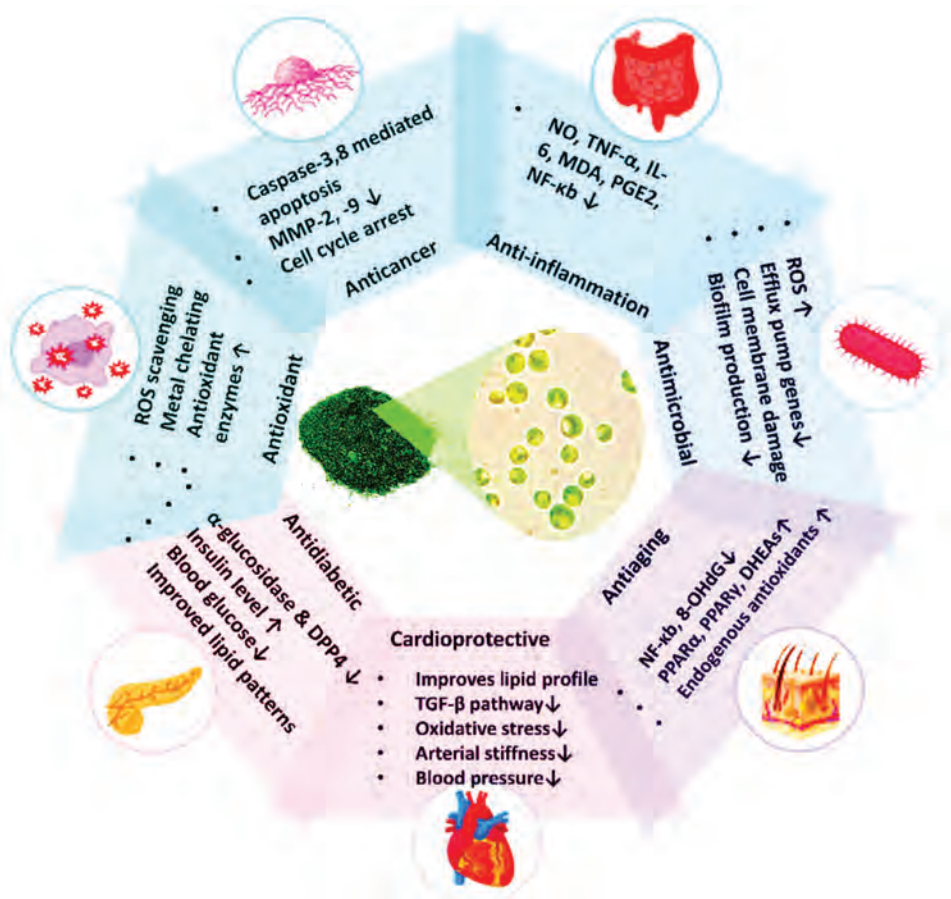 Caspase-3,8 mediated
apoptosis
MMP-2, -9 ↓
Cell cycle arrest
Anticancer
NO, TNF-α, IL-
6, MDA, PGE2,
NF-κb ↓
Anti-inflammation
ROS ↑
Efflux pump genes↓
Cell membrane damage
Biofilm production ↓
Antimicrobial
Antiaging
NF-κb, 8-OHdG↓
PPARα, PPARγ, DHEAs↑
Endogenous antioxidants ↑
Cardioprotective
• Improves lipid profile
• TGF-β pathway↓
• Oxidative stress↓
• Arterial stiffness↓
• Blood pressure↓
Antidiabetic
α-glucosidase & DPP4 ↓
Insulin level ↑
Blood glucose↓
Improved lipid patterns
ROS scavenging
Metal chelating
Antioxidant
enzymes ↑
Antioxidant